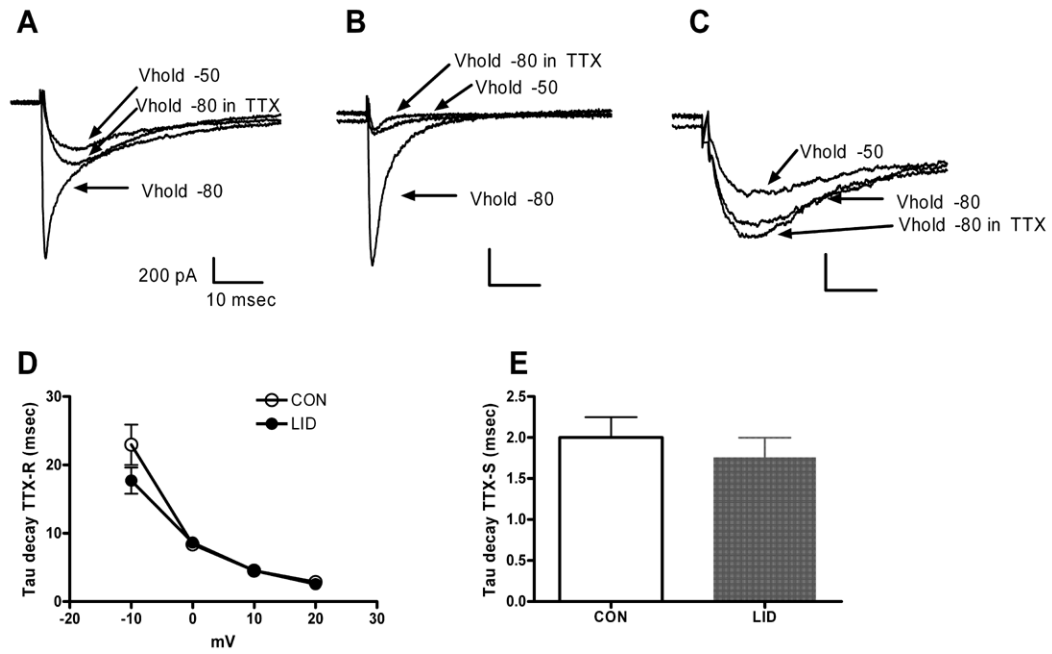 A
Vhold -50
Vhold -80 in TTX
Vhold -80
200 pA
10 msec
B
Vhold -80 in TTX
Vhold -50
Vhold -80
C
Vhold -50
Vhold -80
Vhold -80 in TTX
D
Tau decay TTX-R (msec)
30
20
10
0
-20
-10
0
10
20
30
mV
CON
LID
E
Tau decay TTX-S (msec)
2.5
2.0
1.5
1.0
0.5
0.0
CON
LID